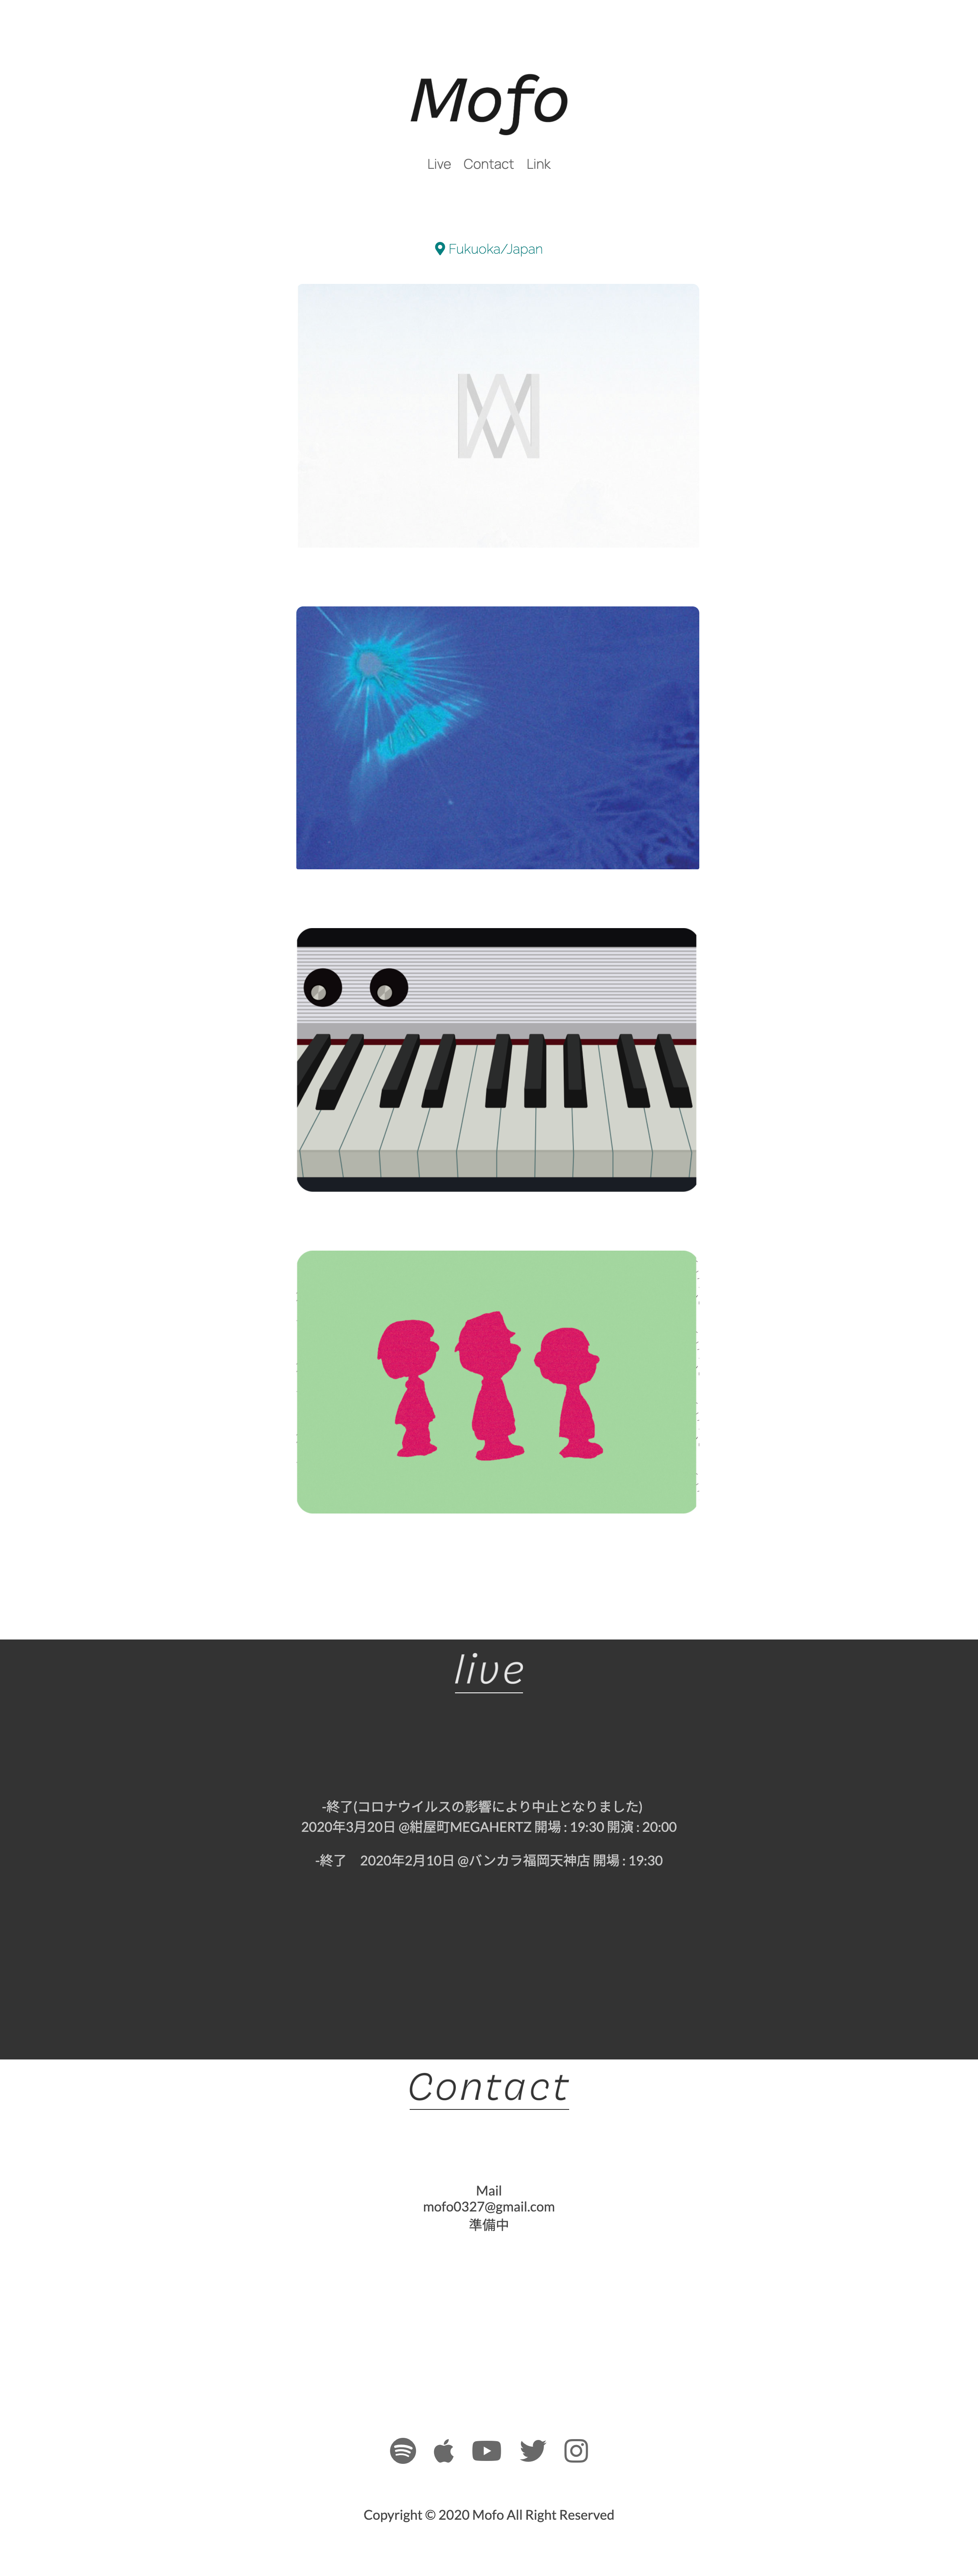 Mofo
Live Contact Link
Fukuoka/Japan
live
-終了(コロナウイルスの影響により中止となりました)
2020年3月20日 @紺屋町MEGAHERTZ 開場 : 19:30 開演 : 20:00
-終了　2020年2月10日 @バンカラ福岡天神店 開場 : 19:30
Contact
Mail
mofo0327@gmail.com
準備中
Copyright © 2020 Mofo All Right Reserved